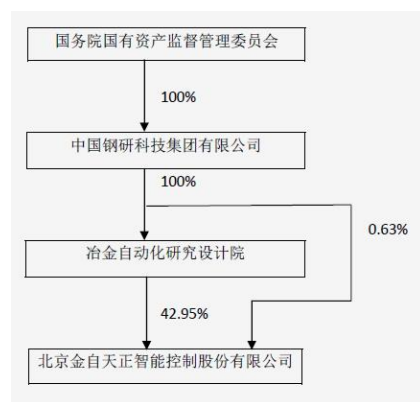 国务院国有资产监督管理委员会
100%
中国钢研科技集团有限公司
100%
0.63%
冶金自动化研究设计院
42.95%
北京金自天正智能控制股份有限公司